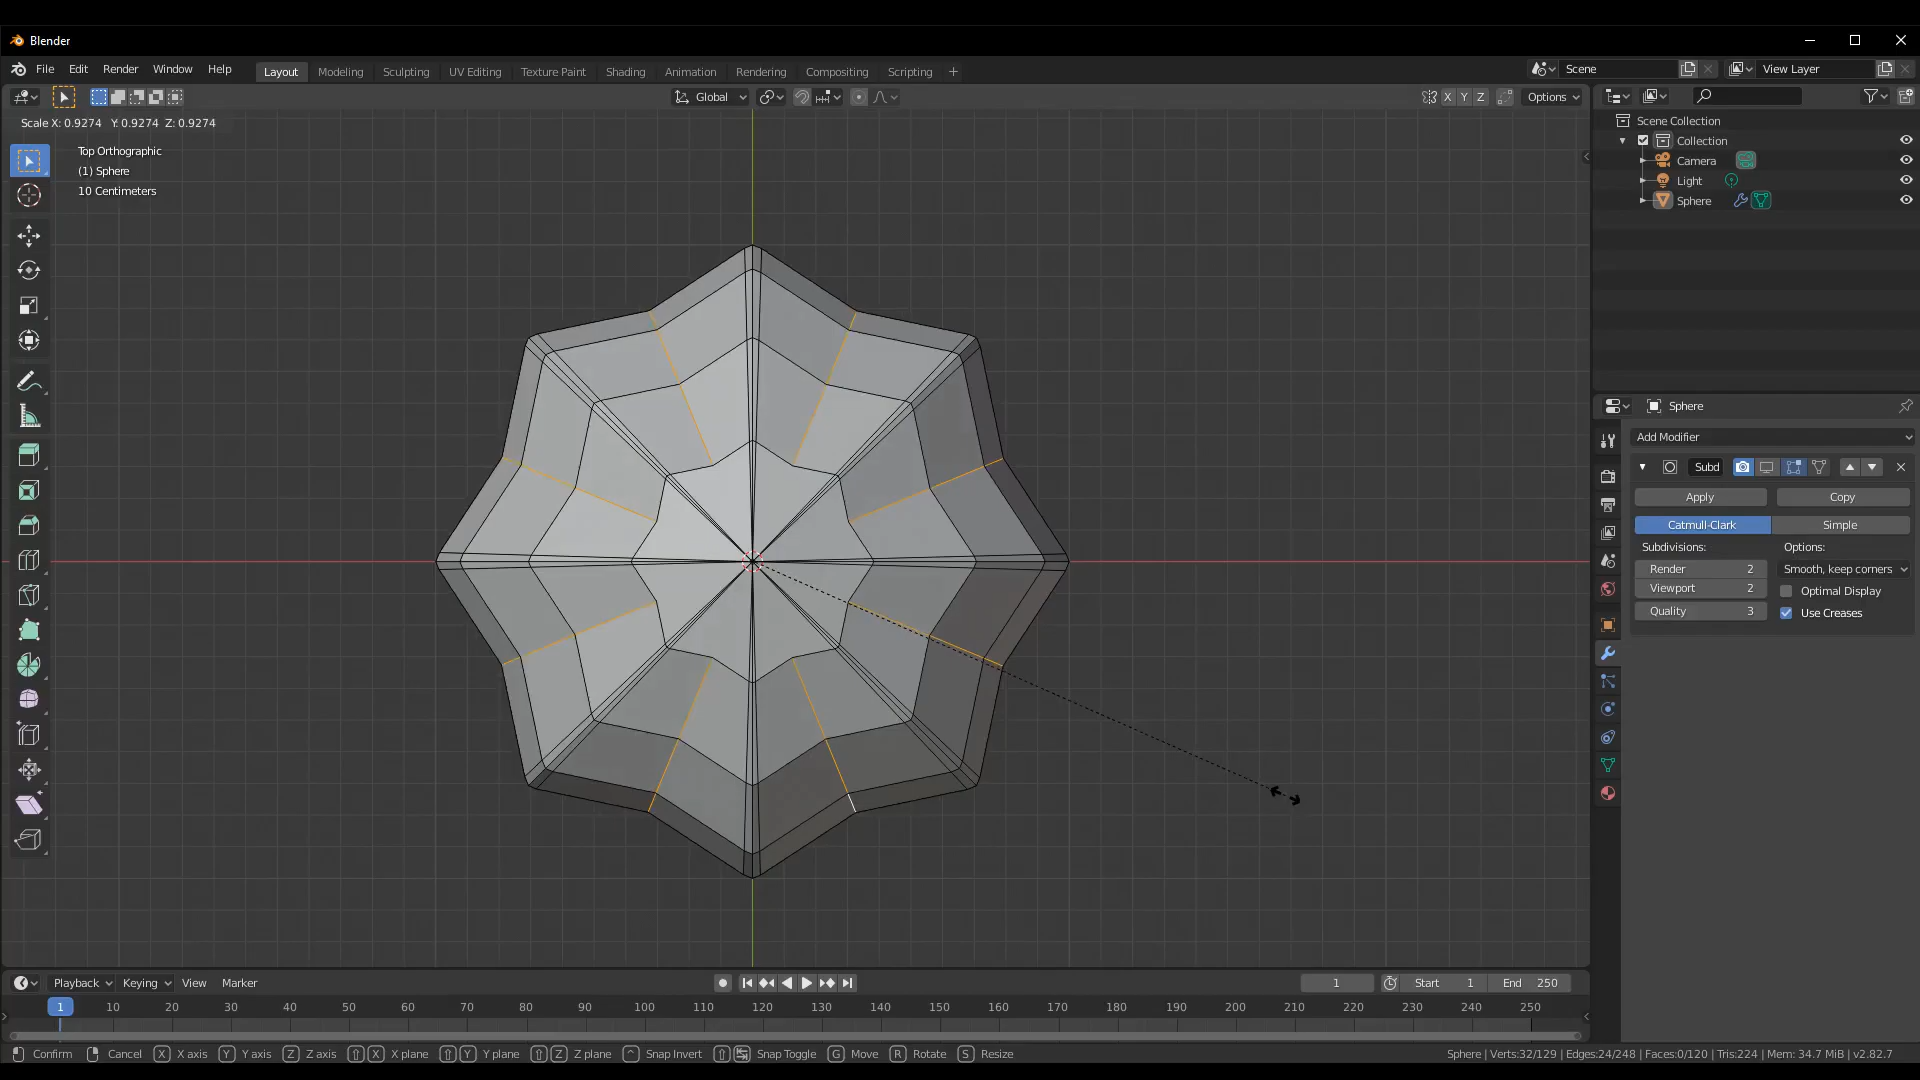 Blender
File Edit Render Window Help
Layout Modeling Sculpting UV Editing Texture Paint Shading Animation Rendering Compositing Scripting +
Scene
View Layer
Global
X Y Z
Options
Scale X: 0.9274 Y: 0.9274 Z: 0.9274
Top Orthographic
(1) Sphere
10 Centimeters
Scene Collection
Collection
Camera
Light
Sphere
Sphere
Add Modifier
Subd
Apply Copy
Catmull-Clark Simple
Subdivisions: Options:
Render 2 Smooth, keep corners
Viewport 2 Optimal Display
Quality 3 Use Creases
Playback Keying View Marker
1 Start 1 End 250
1 10 20 30 40 50 60 70 80 90 100 110 120 130 140 150 160 170 180 190 200 210 220 230 240 250
Confirm Cancel X X axis Y Y axis Z Z axis X X plane Y Y plane Z Z plane ^ Snap Invert Snap Toggle G Move R Rotate S Resize
Sphere | Verts:32/129 | Edges:24/248 | Faces:0/120 | Tris:224 | Mem: 34.7 MiB | v2.82.7